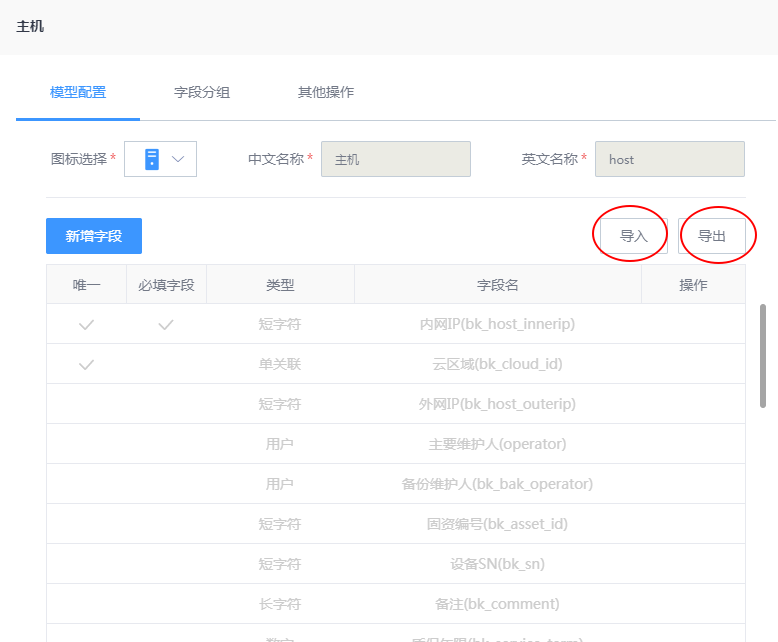 主机
模型配置 字段分组 其他操作
图标选择* 中文名称* 主机 英文名称* host
新增字段 导入 导出
唯一 必填字段 类型 字段名 操作
短字符 内网IP(bk_host_innerip)
单关联 云区域(bk_cloud_id)
短字符 外网IP(bk_host_outerip)
用户 主要维护人(operator)
用户 备份维护人(bk_bak_operator)
短字符 固资编号(bk_asset_id)
短字符 设备SN(bk_sn)
长字符 备注(bk_comment)